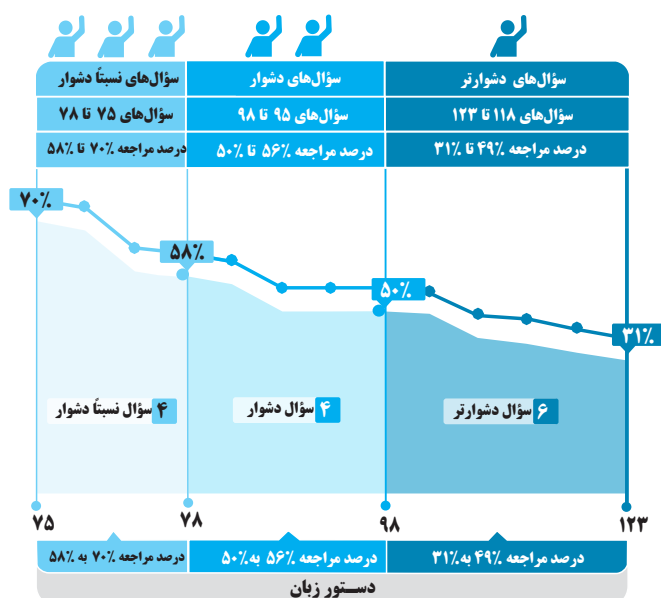 سؤال‌های نسبتاً دشوار
سؤال‌های دشوار
سؤال‌های دشوارتر
سؤال‌های ۷۵ تا ۷۸
سؤال‌های ۹۵ تا ۹۸
سؤال‌های ۱۱۸ تا ۱۲۳
درصد مراجعه ۷۰% تا ۵۸%
درصد مراجعه ۵۶% تا ۵۰%
درصد مراجعه ۴۹% تا ۳۱%
۷۰%
۵۸%
۵۰%
۳۱%
۴ سؤال نسبتاً دشوار
۴ سؤال دشوار
۶ سؤال دشوارتر
۷۵
۷۸
۹۸
۱۲۳
درصد مراجعه ۷۰% به ۵۸%
درصد مراجعه ۵۶% به ۵۰%
درصد مراجعه ۴۹% به ۳۱%
دستور زبان